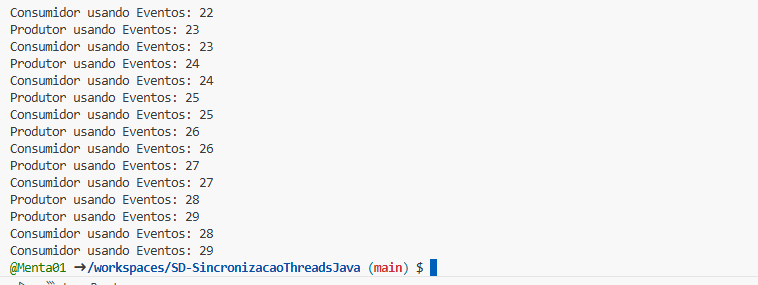 Consumidor usando Eventos: 22
Produtor usando Eventos: 23
Consumidor usando Eventos: 23
Produtor usando Eventos: 24
Consumidor usando Eventos: 24
Produtor usando Eventos: 25
Consumidor usando Eventos: 25
Produtor usando Eventos: 26
Consumidor usando Eventos: 26
Produtor usando Eventos: 27
Consumidor usando Eventos: 27
Produtor usando Eventos: 28
Produtor usando Eventos: 29
Consumidor usando Eventos: 28
Consumidor usando Eventos: 29
@Menta01 ➜/workspaces/SD-SincronizacaoThreadsJava (main) $